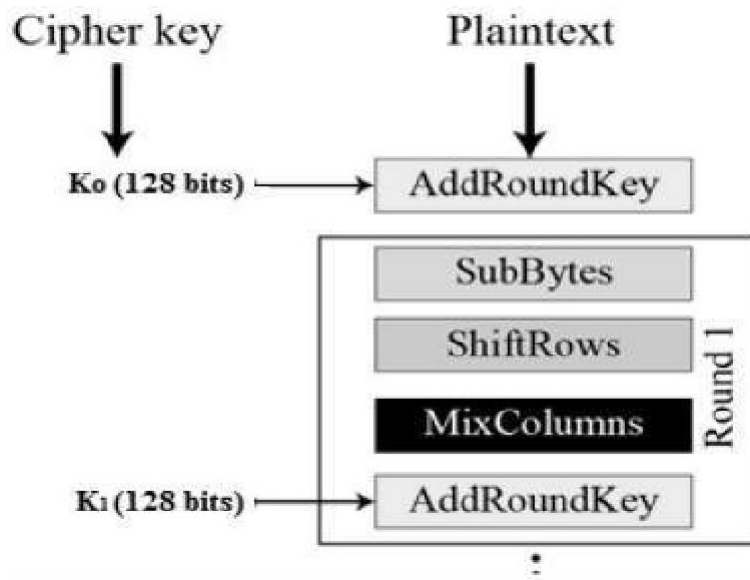 Cipher key
Plaintext
K0 (128 bits)
AddRoundKey
SubBytes
ShiftRows
MixColumns
Round 1
K1 (128 bits)
AddRoundKey